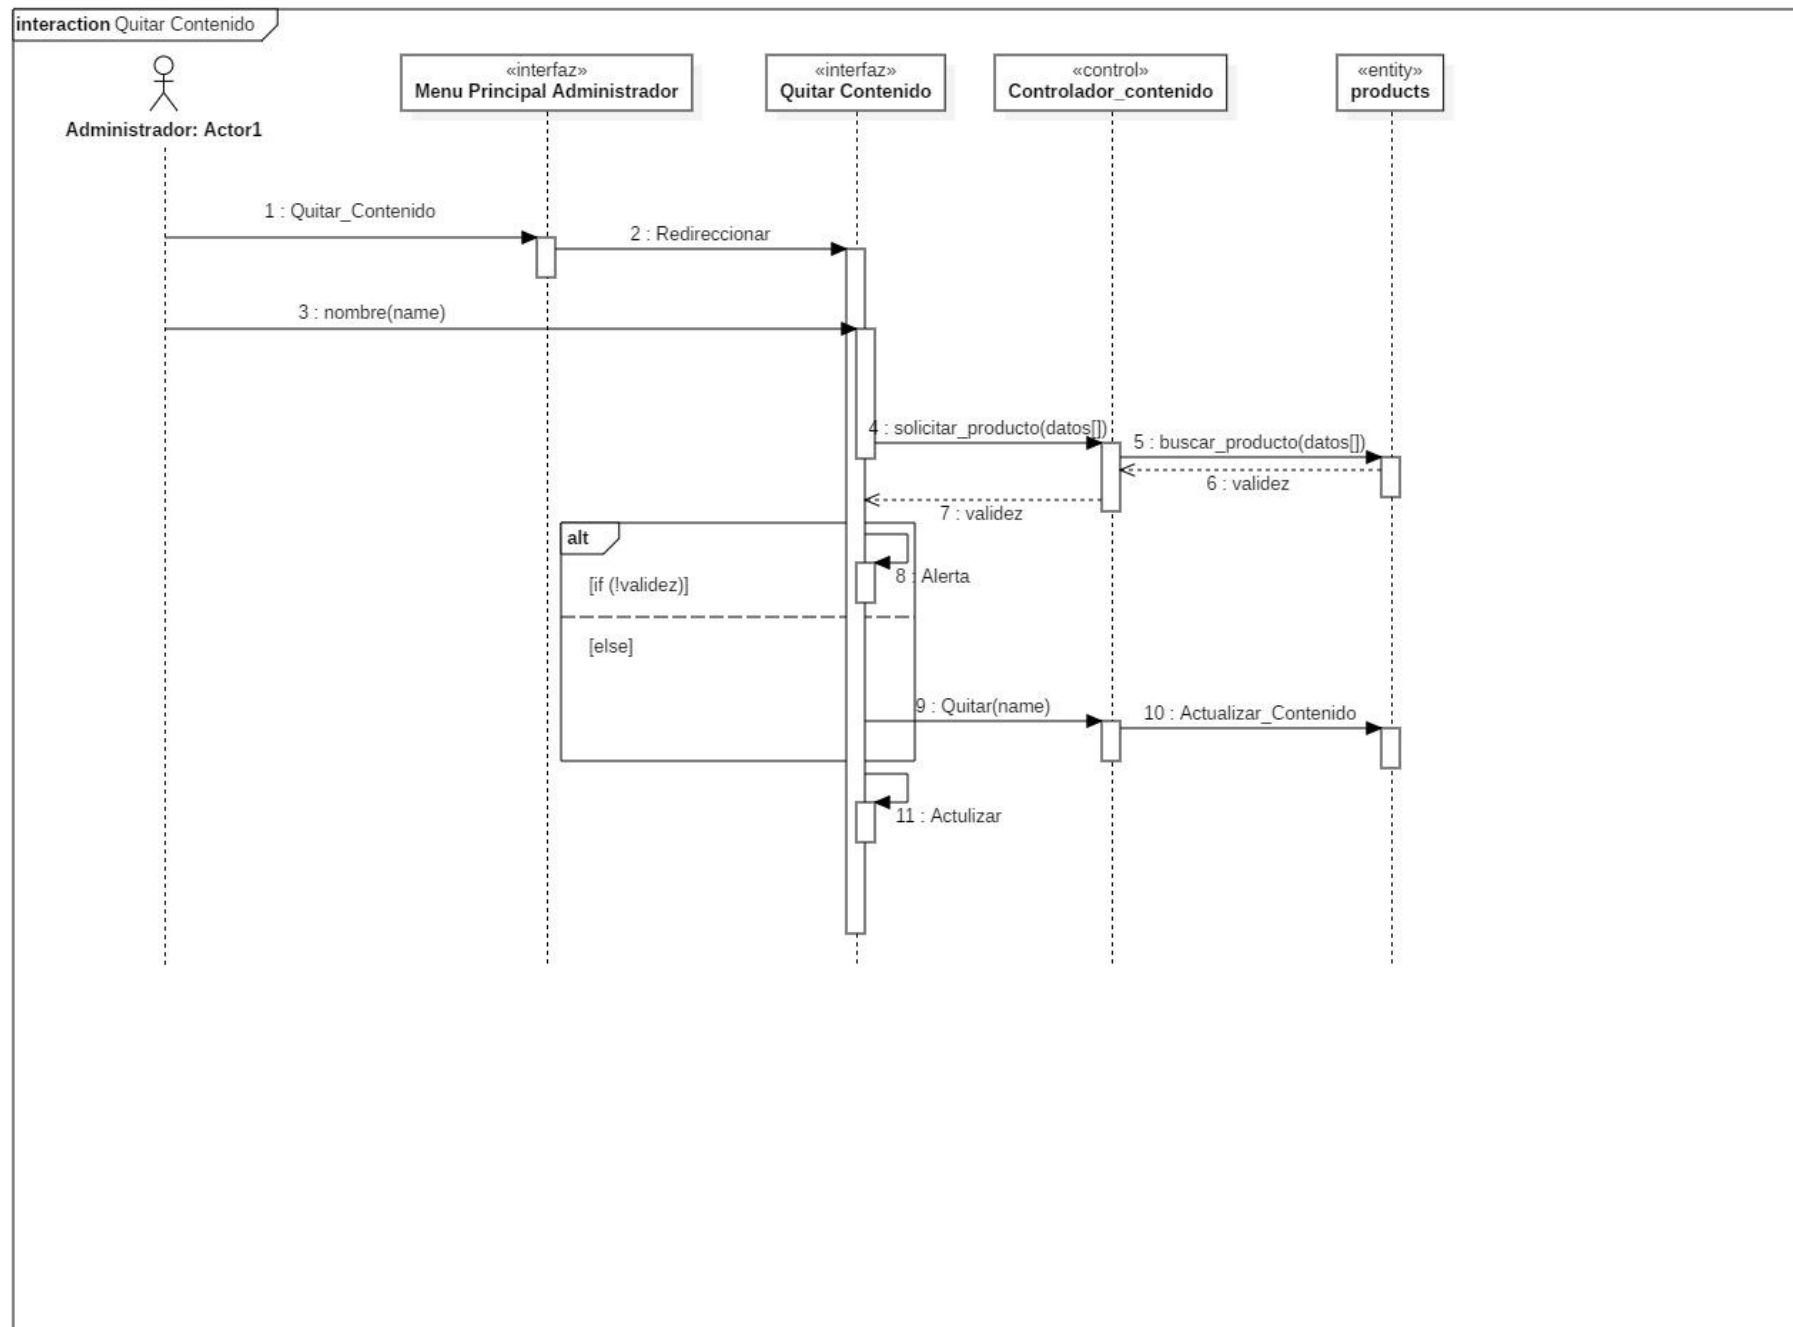 interaction Quitar Contenido
«interfaz»
Menu Principal Administrador
«interfaz»
Quitar Contenido
«control»
Controlador_contenido
«entity»
products
Administrador: Actor1
1 : Quitar_Contenido
2 : Redireccionar
3 : nombre(name)
4 : solicitar_producto(datos[])
5 : buscar_producto(datos[])
6 : validez
7 : validez
alt
8 : Alerta
[if (!validez)]
[else]
9 : Quitar(name)
10 : Actualizar_Contenido
11 : Actulizar